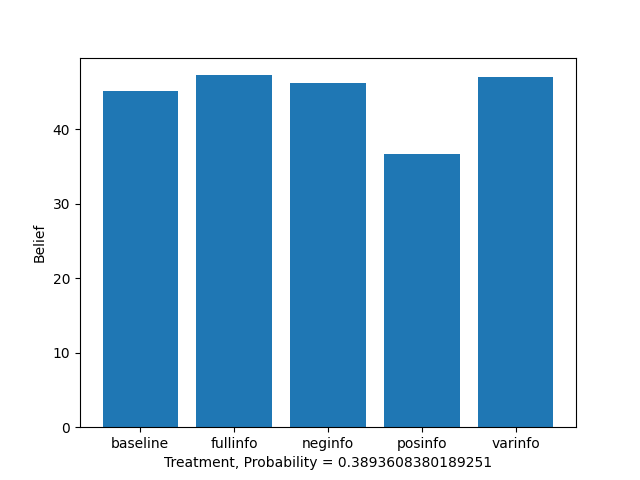 Belief
40
30
20
10
0
baseline fullinfo neginfo posinfo varinfo
Treatment, Probability = 0.3893608380189251